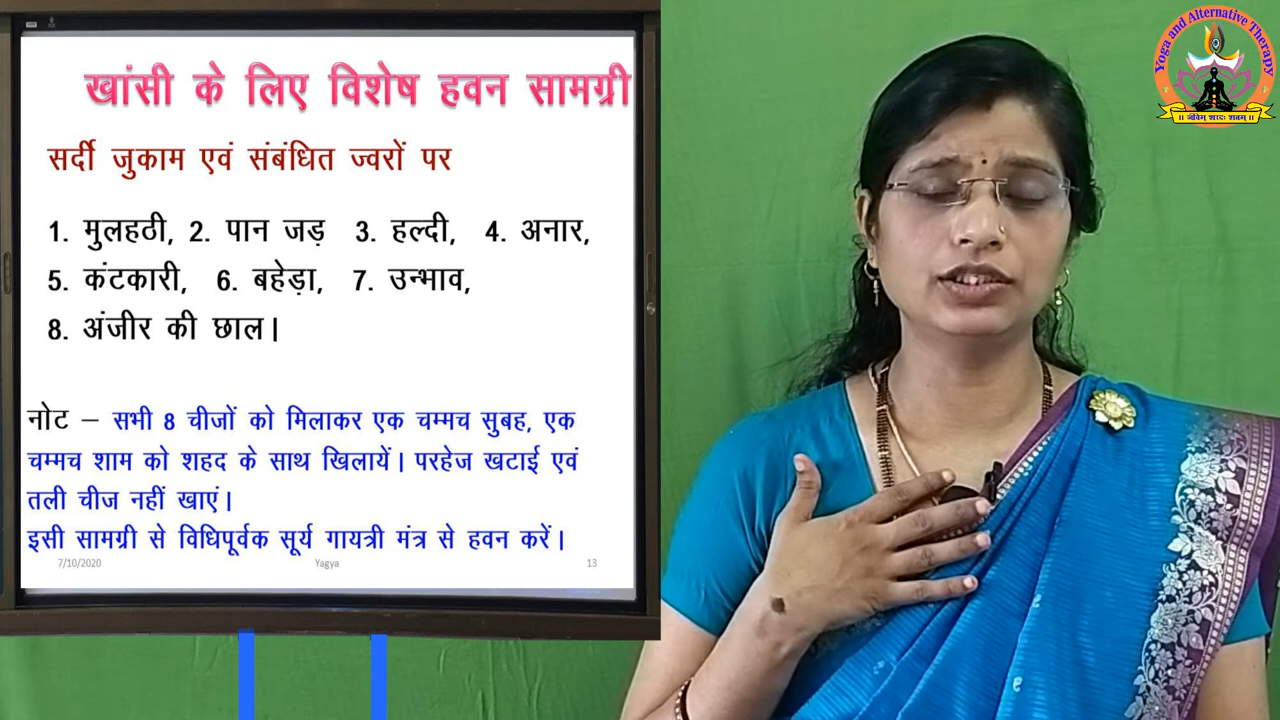 खांसी के लिए विशेष हवन सामग्री
सर्दी जुकाम एवं संबंधित ज्वरों पर
1. मुलहठी, 2. पान जड़ 3. हल्दी, 4. अनार,
5. कंटकारी, 6. बहेड़ा, 7. उन्भाव,
8. अंजीर की छाल।
नोट – सभी 8 चीजों को मिलाकर एक चम्मच सुबह, एक
चम्मच शाम को शहद के साथ खिलायें। परहेज खटाई एवं
तली चीज नहीं खाएं।
इसी सामग्री से विधिपूर्वक सूर्य गायत्री मंत्र से हवन करें।
7/10/2020 Yagya 13
Yoga and Alternative Therapy
॥ जीवेम् शरदः शतम् ॥